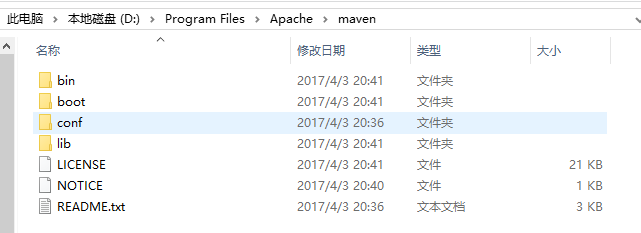 此电脑 > 本地磁盘 (D:) > Program Files > Apache > maven
名称 修改日期 类型 大小
bin 2017/4/3 20:41 文件夹
boot 2017/4/3 20:41 文件夹
conf 2017/4/3 20:36 文件夹
lib 2017/4/3 20:41 文件夹
LICENSE 2017/4/3 20:41 文件 21 KB
NOTICE 2017/4/3 20:40 文件 1 KB
README.txt 2017/4/3 20:36 文本文档 3 KB